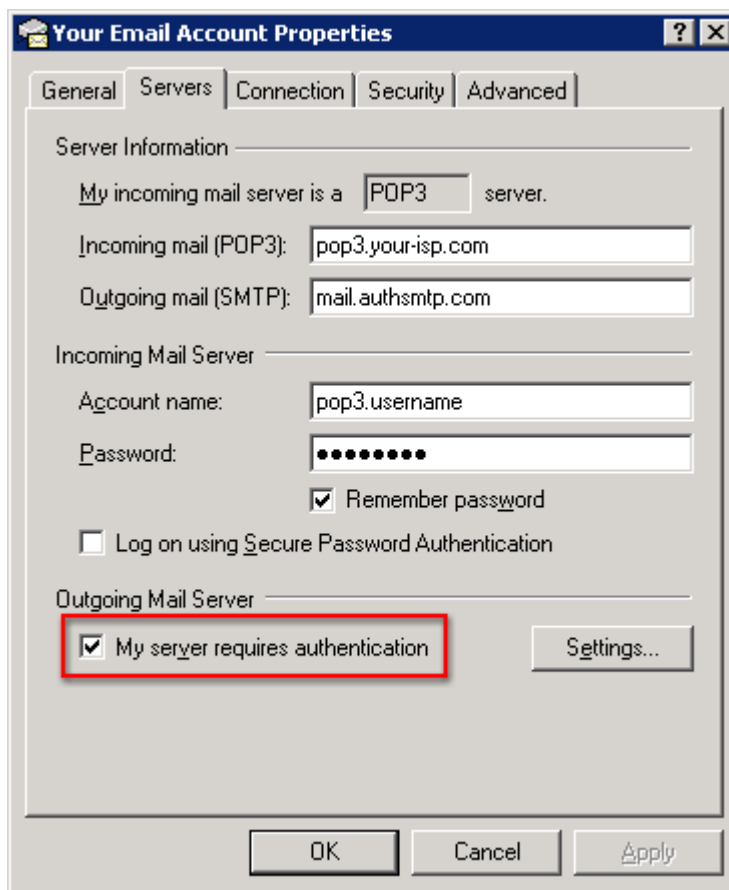 Your Email Account Properties
General Servers Connection Security Advanced
Server Information
My incoming mail server is a POP3 server.
Incoming mail (POP3): pop3.your-isp.com
Outgoing mail (SMTP): mail.authsmtp.com
Incoming Mail Server
Account name: pop3.username
Password: ●●●●●●●●
Remember password
Log on using Secure Password Authentication
Outgoing Mail Server
My server requires authentication Settings...
OK Cancel Apply